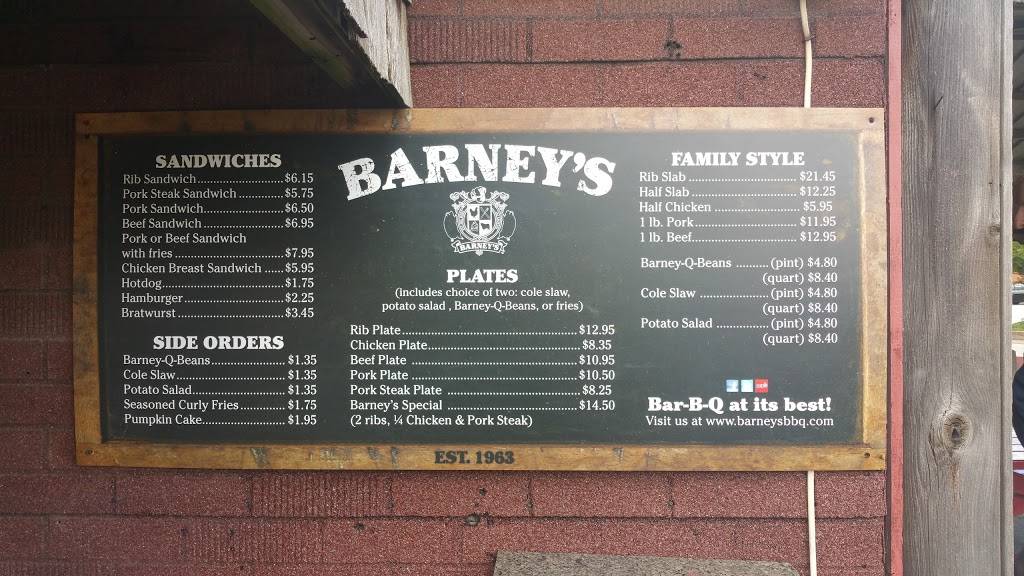 BARNEY'S
BARNEY'S
SANDWICHES
Rib Sandwich........................$6.15
Pork Steak Sandwich.............$5.75
Pork Sandwich......................$6.50
Beef Sandwich......................$6.95
Pork or Beef Sandwich
with fries..............................$7.95
Chicken Breast Sandwich .....$5.95
Hotdog..................................$1.75
Hamburger............................$2.25
Bratwurst..............................$3.45
SIDE ORDERS
Barney-Q-Beans.....................$1.35
Cole Slaw..............................$1.35
Potato Salad..........................$1.35
Seasoned Curly Fries.............$1.75
Pumpkin Cake.......................$1.95
PLATES
(includes choice of two: cole slaw,
potato salad , Barney-Q-Beans, or fries)
Rib Plate................................................$12.95
Chicken Plate.........................................$8.35
Beef Plate ..............................................$10.95
Pork Plate ..............................................$10.50
Pork Steak Plate .....................................$8.25
Barney's Special ....................................$14.50
(2 ribs, ¼ Chicken & Pork Steak)
FAMILY STYLE
Rib Slab .............................. $21.45
Half Slab ............................. $12.25
Half Chicken ........................ $5.95
1 lb. Pork............................. $11.95
1 lb. Beef............................. $12.95
Barney-Q-Beans .........(pint) $4.80
(quart) $8.40
Cole Slaw ...................(pint) $4.80
(quart) $8.40
Potato Salad ...............(pint) $4.80
(quart) $8.40
Bar-B-Q at its best!
Visit us at www.barneysbbq.com
EST. 1963